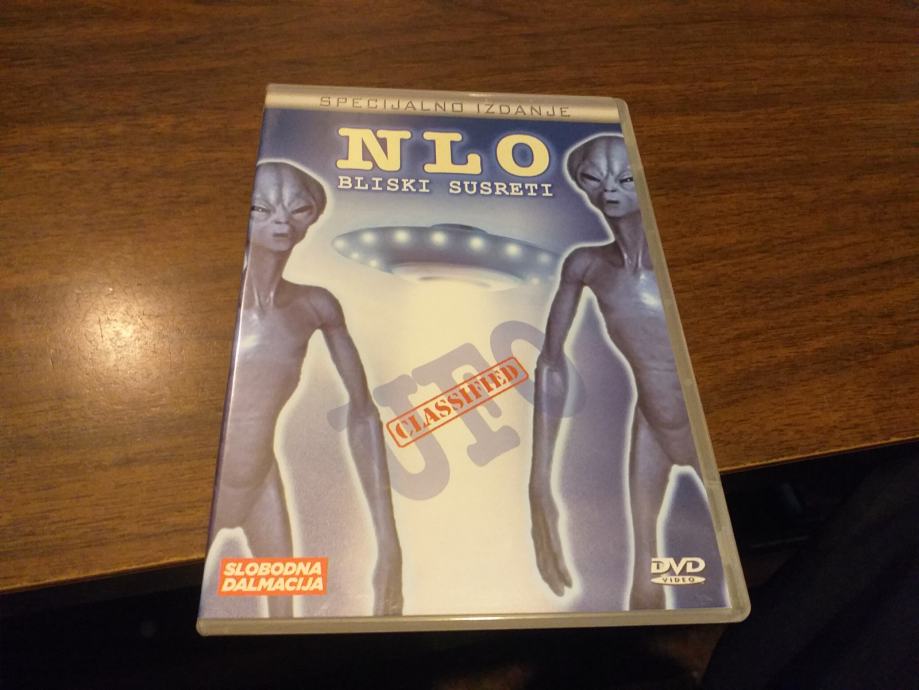 SPECIJALNO IZDANJE
NLO
BLISKI SUSRETI
UFO
CLASSIFIED
SLOBODNA
DALMACIJA
DVD
VIDEO